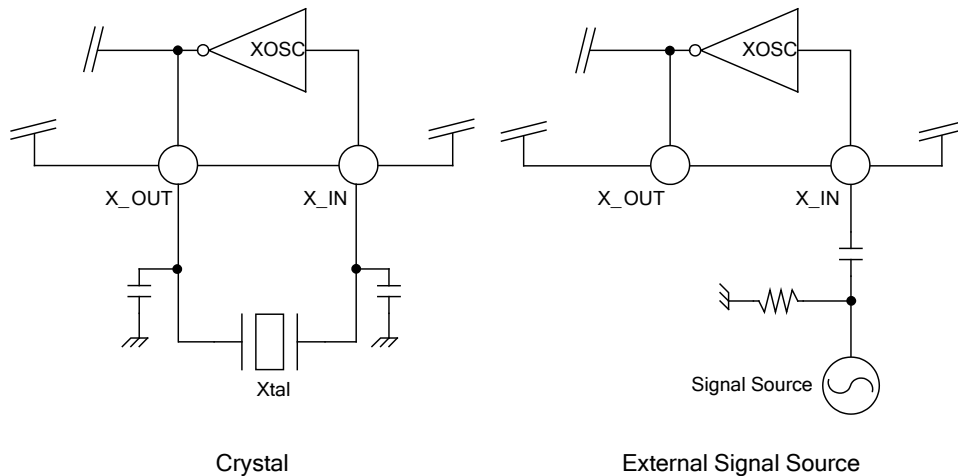 XOSC
X_OUT
X_IN
Xtal
Crystal
XOSC
X_OUT
X_IN
Signal Source
External Signal Source